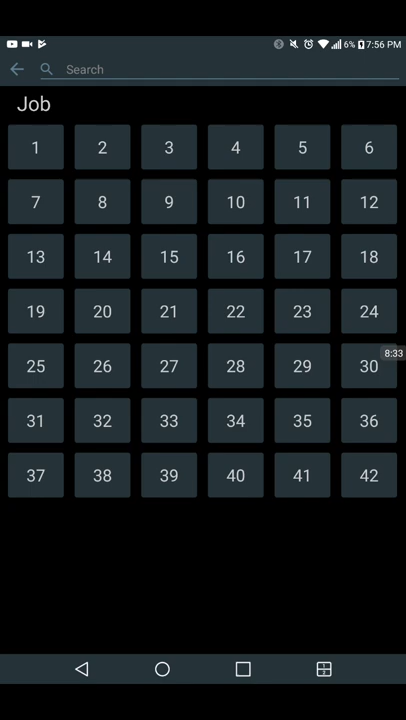 6% 7:56 PM
Search
Job
1 2 3 4 5 6
7 8 9 10 11 12
13 14 15 16 17 18
19 20 21 22 23 24
8:33
25 26 27 28 29 30
31 32 33 34 35 36
37 38 39 40 41 42